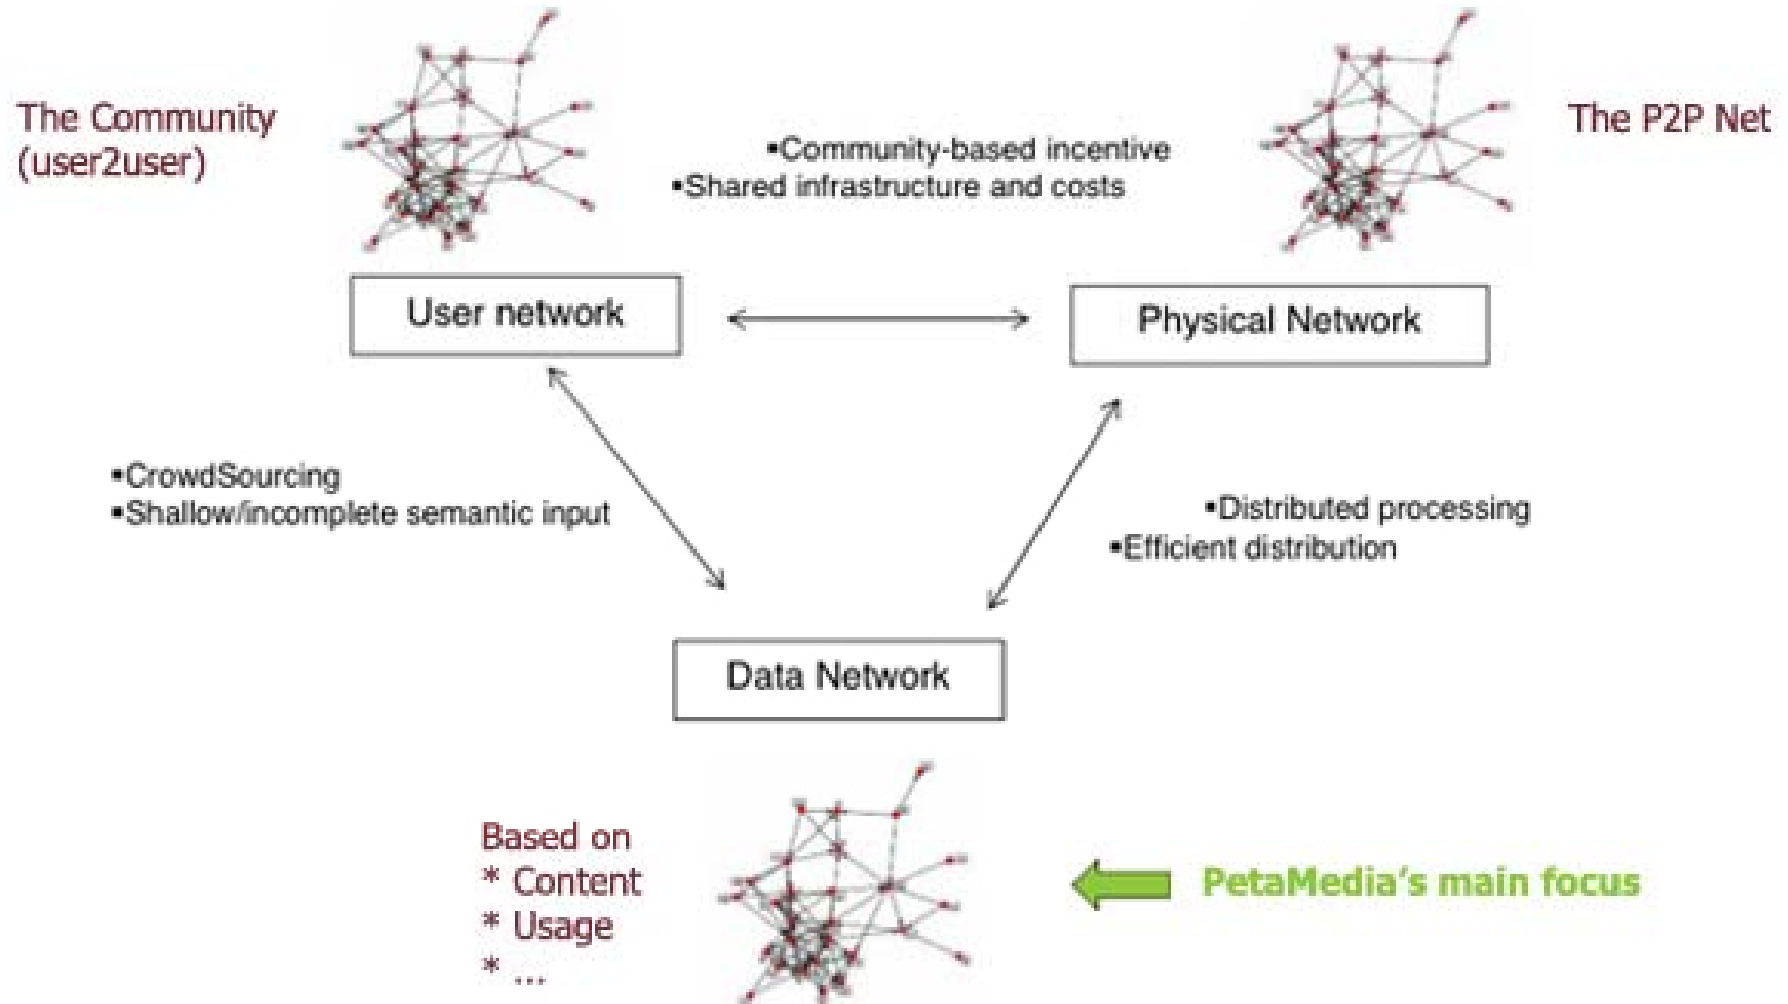 The Community
(user2user)
The P2P Net
▪Community-based incentive
▪Shared infrastructure and costs
User network
Physical Network
▪CrowdSourcing
▪Shallow/incomplete semantic input
▪Distributed processing
▪Efficient distribution
Data Network
Based on
* Content
* Usage
* ...
PetaMedia's main focus